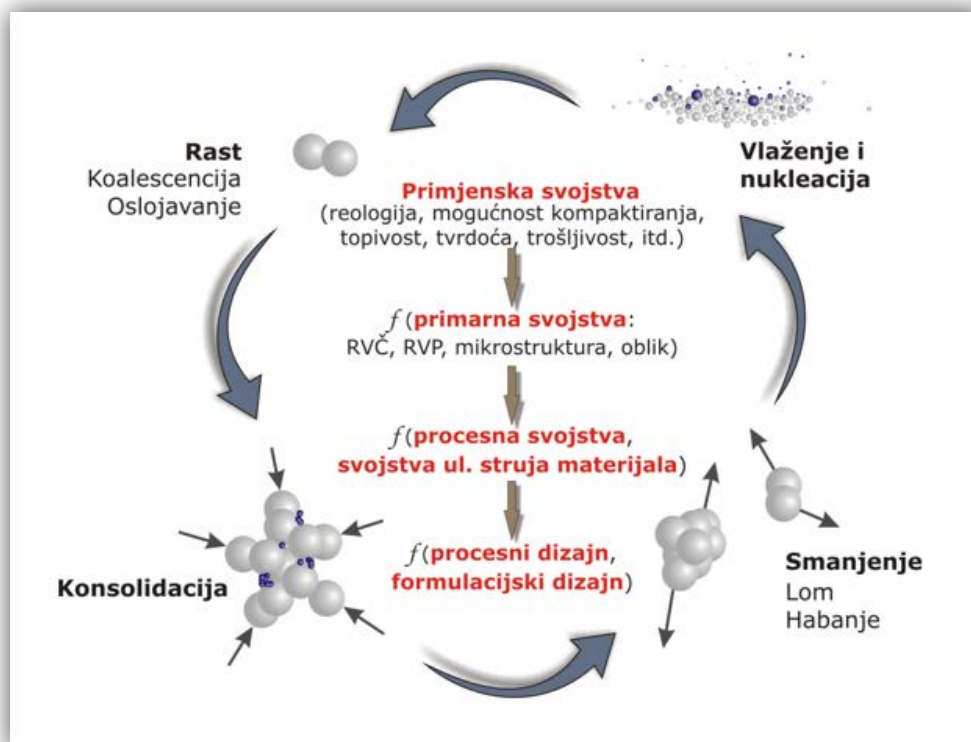 Vlaženje i
nukleacija
Rast
Koalescencija
Oslojavanje
Primjenska svojstva
(reologija, mogućnost kompaktiranja,
topivost, tvrdoća, trošljivost, itd.)
f(primarna svojstva:
RVČ, RVP, mikrostruktura, oblik)
f(procesna svojstva,
svojstva ul. struja materijala)
f(procesni dizajn,
formulacijski dizajn)
Konsolidacija
Smanjenje
Lom
Habanje